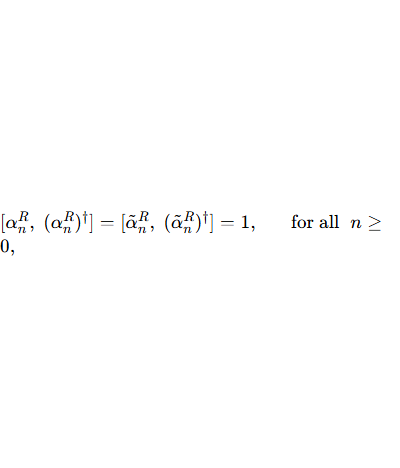 [α_n^R, (α_n^R)^†] = [α̃_n^R, (α̃_n^R)^†] = 1, for all n ≥
0,